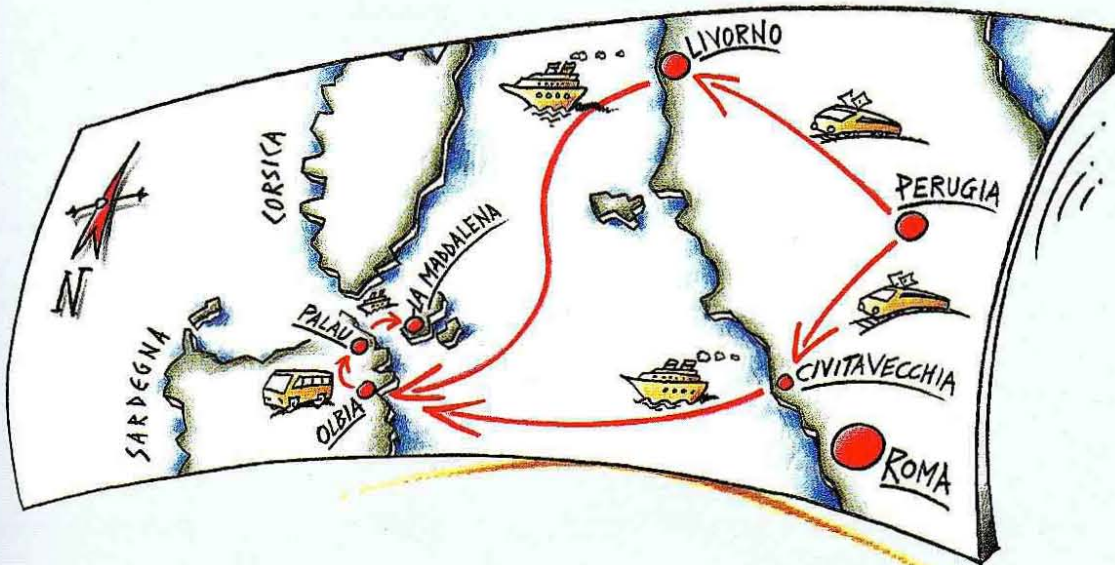 LIVORNO
CORSICA
PERUGIA
N
LA MADDALENA
PALAU
SARDEGNA
OLBIA
CIVITAVECCHIA
ROMA